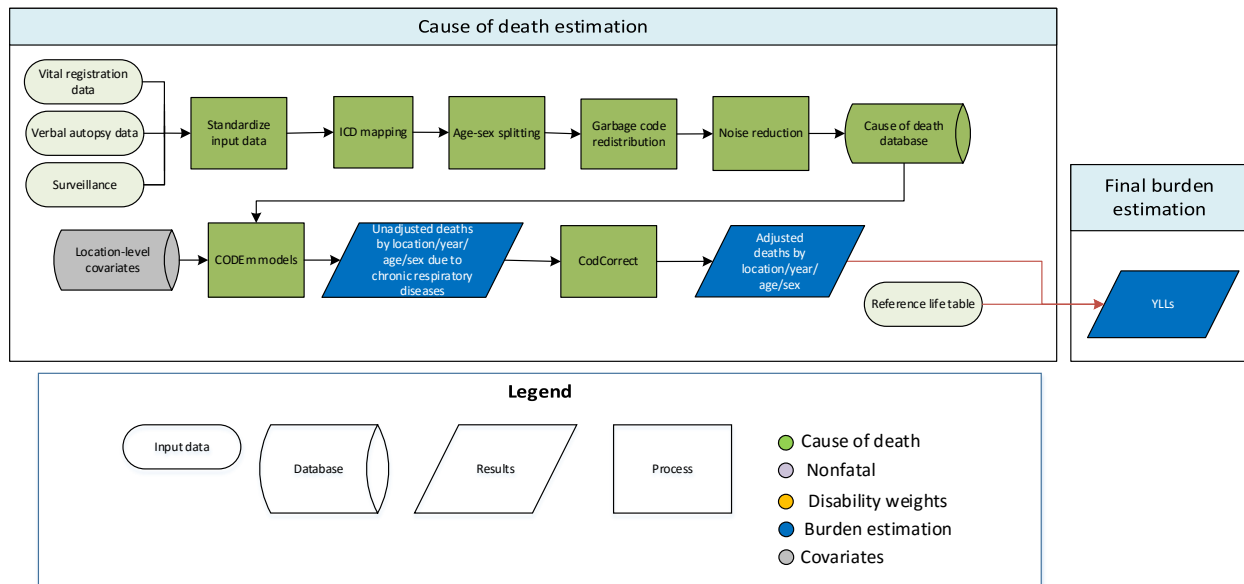 Cause of death estimation
Vital registration
data
Verbal autopsy data
Surveillance
Standardize
input data
ICD mapping
Age-sex splitting
Garbage code
redistribution
Noise reduction
Cause of death
database
Location-level
covariates
CODEm models
Unadjusted deaths
by location/year/
age/sex due to
chronic respiratory
diseases
CodCorrect
Adjusted
deaths by
location/year/
age/sex
Reference life table
Final burden
estimation
YLLs
Legend
Input data
Database
Results
Process
Cause of death
Nonfatal
Disability weights
Burden estimation
Covariates